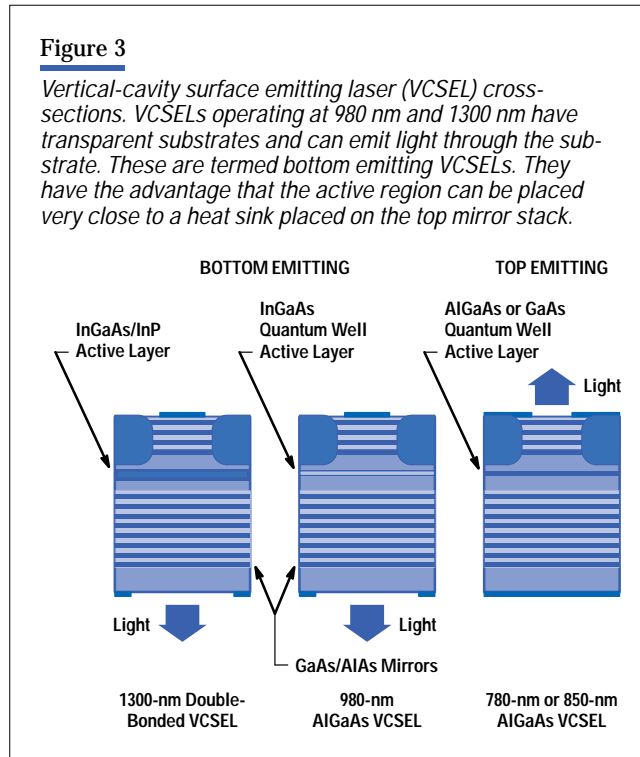 Figure 3
Vertical-cavity surface emitting laser (VCSEL) cross-
sections. VCSELs operating at 980 nm and 1300 nm have
transparent substrates and can emit light through the sub-
strate. These are termed bottom emitting VCSELs. They
have the advantage that the active region can be placed
very close to a heat sink placed on the top mirror stack.
BOTTOM EMITTING
TOP EMITTING
InGaAs/InP
Active Layer
InGaAs
Quantum Well
Active Layer
AlGaAs or GaAs
Quantum Well
Active Layer
Light
Light
Light
GaAs/AlAs Mirrors
1300-nm Double-
Bonded VCSEL
980-nm
AlGaAs VCSEL
780-nm or 850-nm
AlGaAs VCSEL